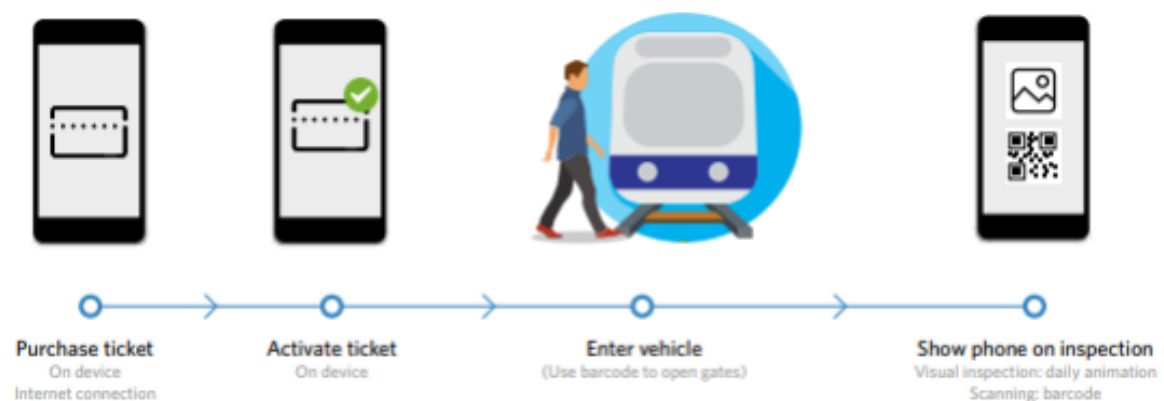 Purchase ticket
On device
Internet connection
Activate ticket
On device
Enter vehicle
(Use barcode to open gates)
Show phone on inspection
Visual inspection: daily animation
Scanning: barcode